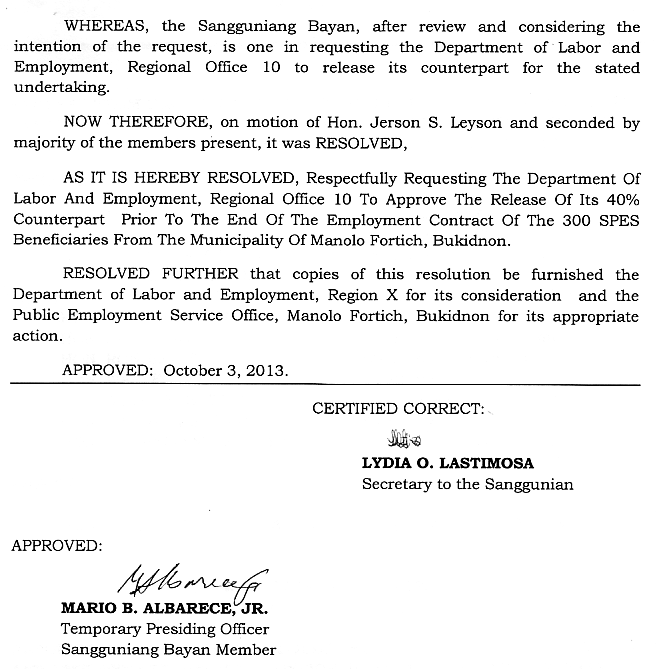 WHEREAS, the Sangguniang Bayan, after review and considering the
intention of the request, is one in requesting the Department of Labor and
Employment, Regional Office 10 to release its counterpart for the stated
undertaking.
NOW THEREFORE, on motion of Hon. Jerson S. Leyson and seconded by
majority of the members present, it was RESOLVED,
AS IT IS HEREBY RESOLVED, Respectfully Requesting The Department Of
Labor And Employment, Regional Office 10 To Approve The Release Of Its 40%
Counterpart Prior To The End Of The Employment Contract Of The 300 SPES
Beneficiaries From The Municipality Of Manolo Fortich, Bukidnon.
RESOLVED FURTHER that copies of this resolution be furnished the
Department of Labor and Employment, Region X for its consideration and the
Public Employment Service Office, Manolo Fortich, Bukidnon for its appropriate
action.
APPROVED: October 3, 2013.
CERTIFIED CORRECT:
LYDIA O. LASTIMOSA
Secretary to the Sanggunian
APPROVED:
MARIO B. ALBARECE, JR.
Temporary Presiding Officer
Sangguniang Bayan Member